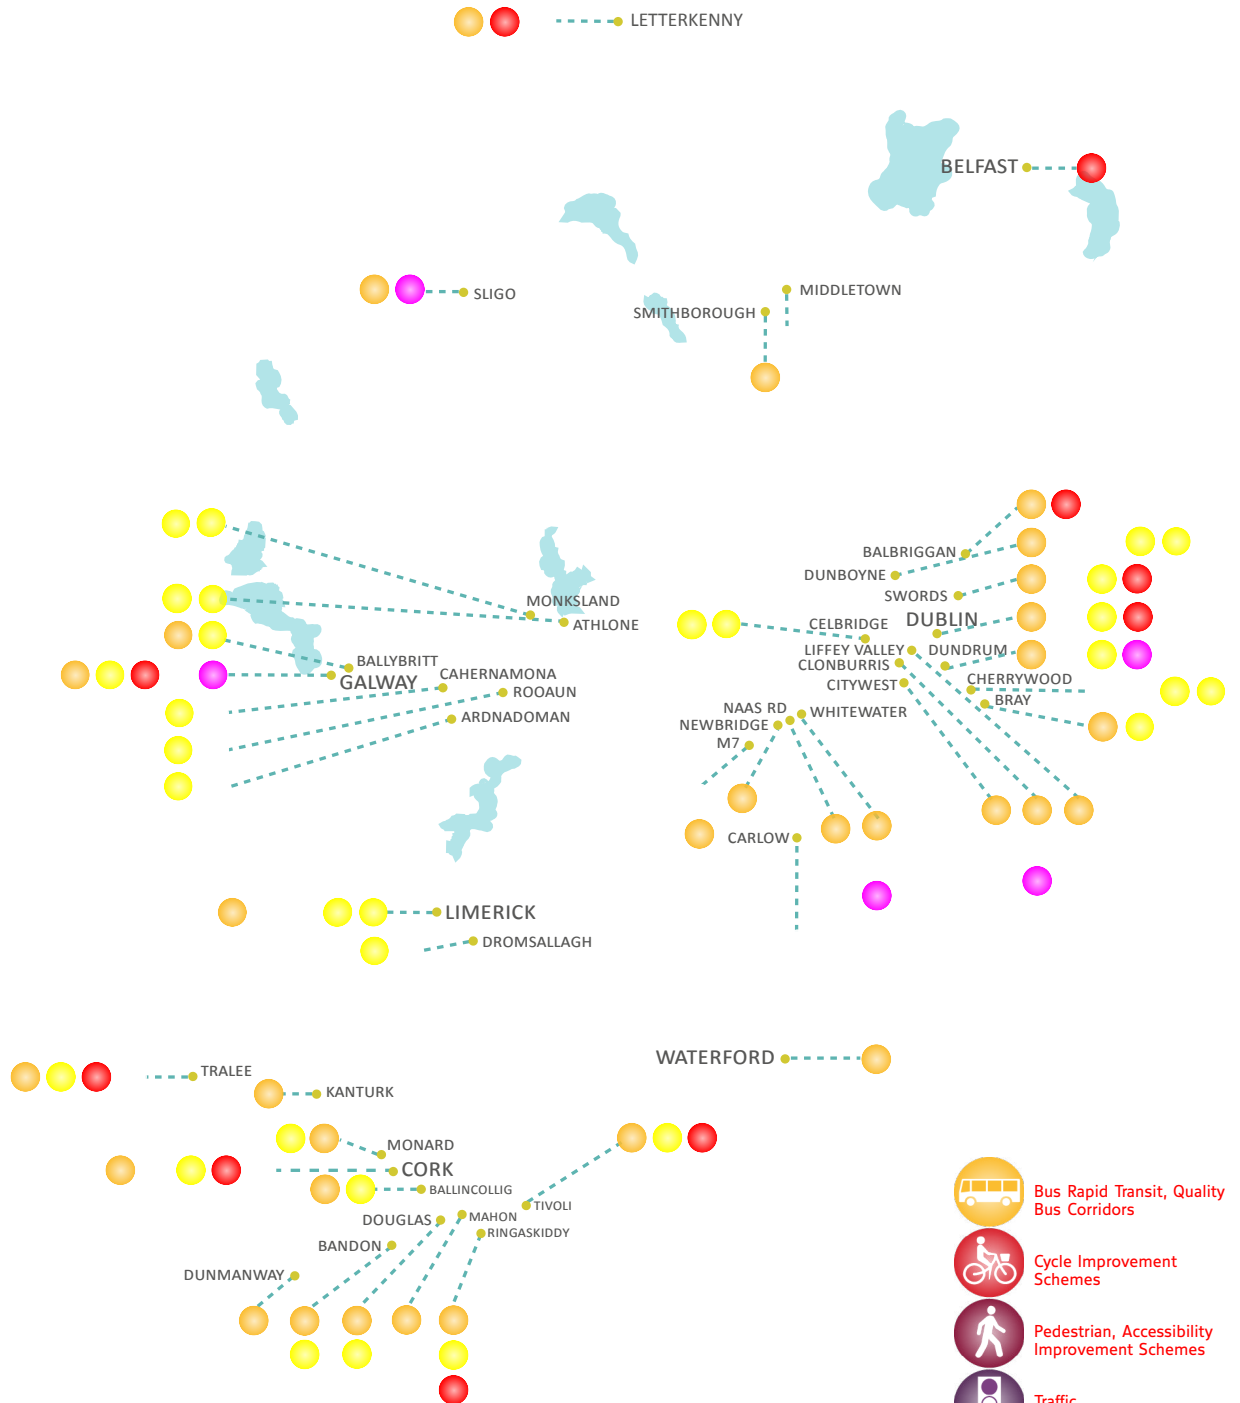 LETTERKENNY
BELFAST
SLIGO
MIDDLETOWN
SMITHBOROUGH
BALBRIGGAN
DUNBOYNE
SWORDS
MONKSLAND
DUBLIN
CELBRIDGE
ATHLONE
LIFFEY VALLEY
DUNDRUM
BALLYBRITT
CLONBURRIS
CAHERNAMONA
GALWAY
CHERRYWOOD
CITYWEST
ROOAUN
BRAY
NAAS RD
WHITEWATER
ARDNADOMAN
NEWBRIDGE
M7
CARLOW
LIMERICK
DROMSALLAGH
WATERFORD
TRALEE
KANTURK
MONARD
CORK
BALLINCOLLIG
TIVOLI
MAHON
DOUGLAS
RINGASKIDDY
BANDON
DUNMANWAY
Bus Rapid Transit, Quality
Bus Corridors
Cycle Improvement
Schemes
Pedestrian, Accessibility
Improvement Schemes
Traffic